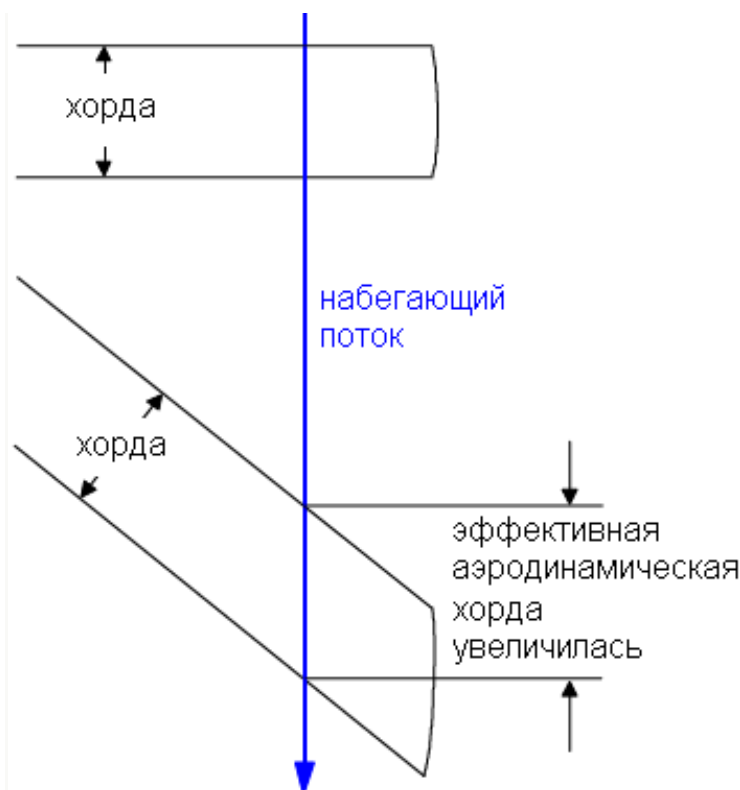 хорда
набегающий
поток
хорда
эффективная
аэродинамическая
хорда
увеличилась